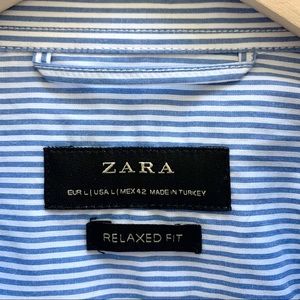 ZARA
EUR L | USA L | MEX 42 MADE IN TURKEY
RELAXED FIT